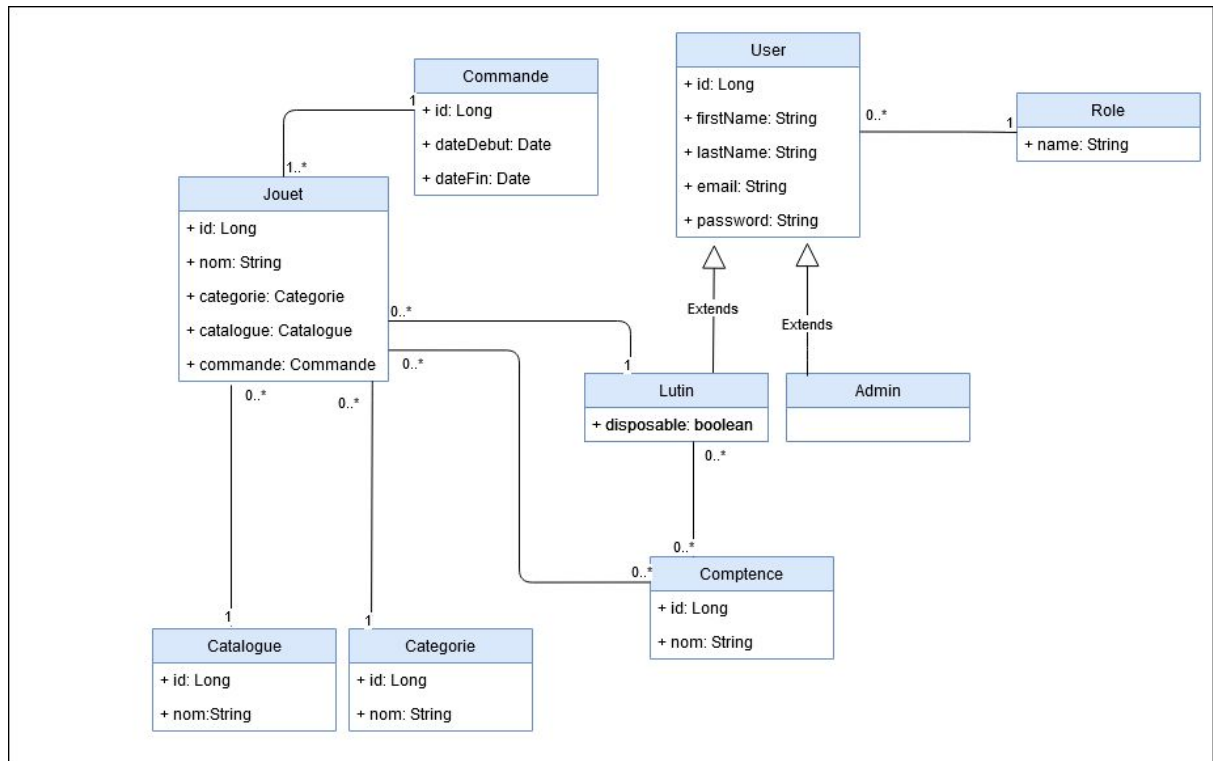 Commande
+ id: Long
+ dateDebut: Date
+ dateFin: Date
1
1..*
User
+ id: Long
+ firstName: String
+ lastName: String
+ email: String
+ password: String
0..*
1
Role
+ name: String
Jouet
+ id: Long
+ nom: String
+ categorie: Categorie
+ catalogue: Catalogue
+ commande: Commande
0..*
1
0..*
0..*
0..*
Extends
Extends
Lutin
+ disposable: boolean
Admin
0..*
0..*
0..*
Comptence
+ id: Long
+ nom: String
1
1
Catalogue
+ id: Long
+ nom:String
Categorie
+ id: Long
+ nom: String